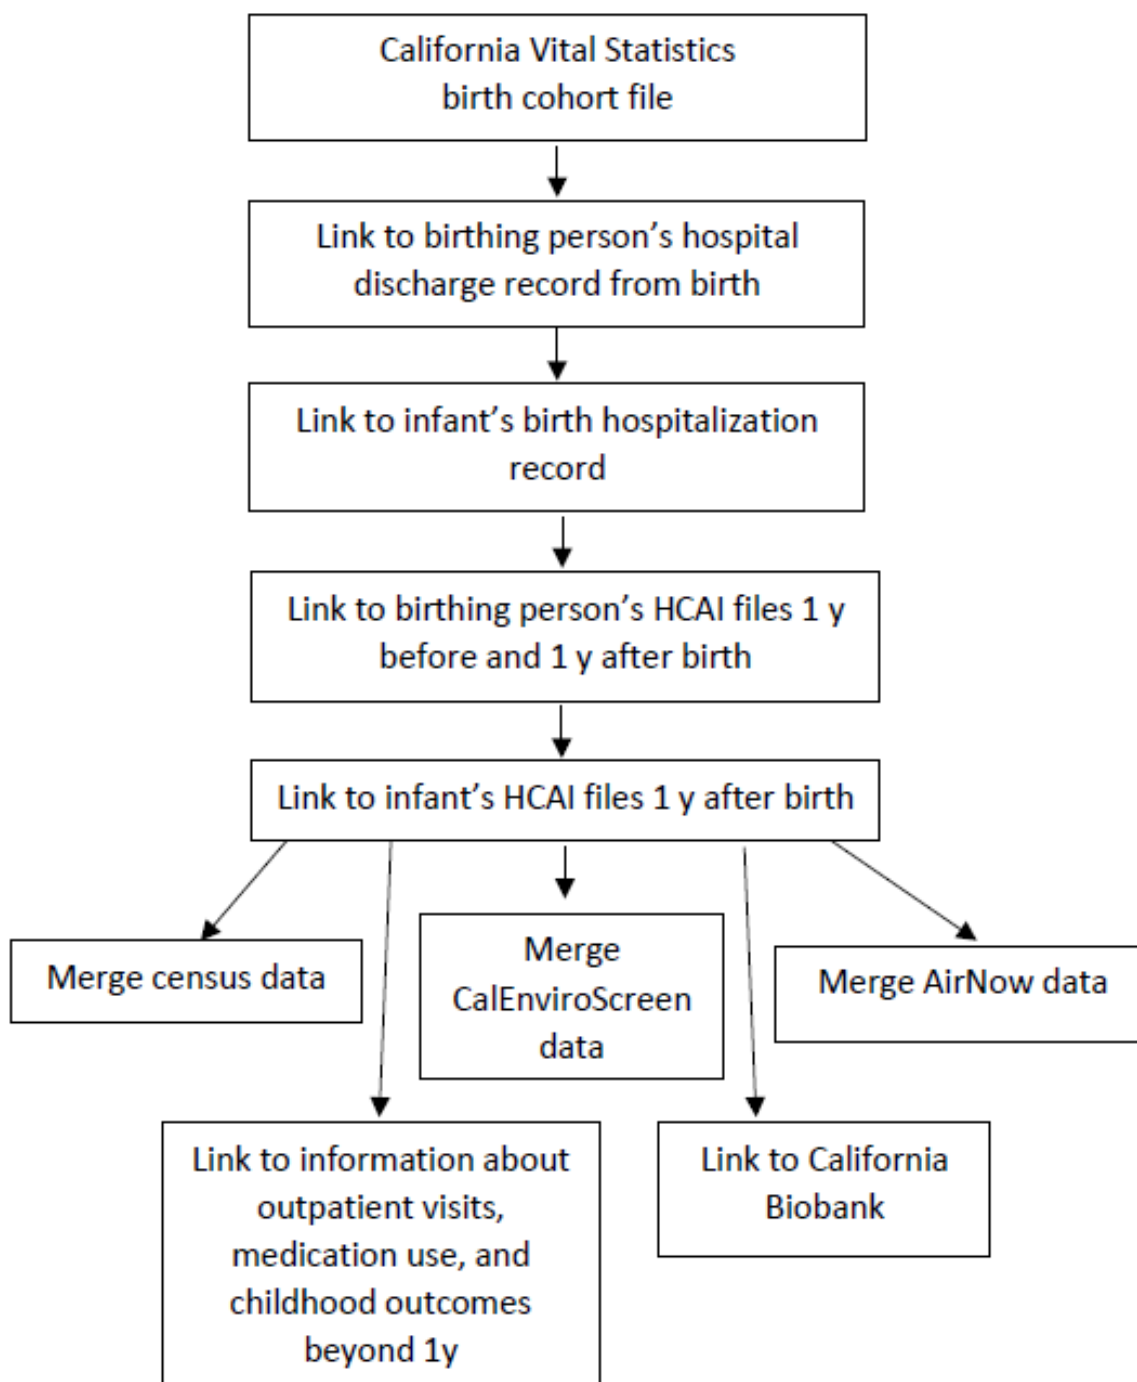 California Vital Statistics
birth cohort file
Link to birthing person’s hospital
discharge record from birth
Link to infant’s birth hospitalization
record
Link to birthing person’s HCAI files 1 y
before and 1 y after birth
Link to infant’s HCAI files 1 y after birth
Merge census data
Merge
CalEnviroScreen
data
Merge AirNow data
Link to information about
outpatient visits,
medication use, and
childhood outcomes
beyond 1y
Link to California
Biobank